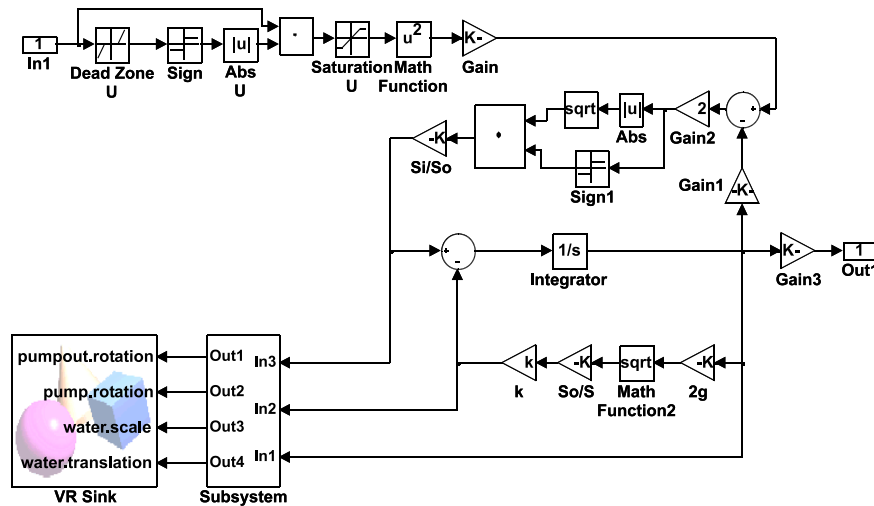 1
In1
Dead Zone
U
Sign
|u|
Abs
U
Saturation
U
u²
Math
Function
K-
Gain
sqrt
|u|
Abs
2
Gain2
+
-
-K
Si/So
Sign1
Gain1
-K-
-
1/s
Integrator
K-
Gain3
1
Out1
k
k
-K
So/S
sqrt
Math
Function2
-K
2g
pumpout.rotation
pump.rotation
water.scale
water.translation
VR Sink
Out1
Out2
Out3
Out4
In3
In2
In1
Subsystem